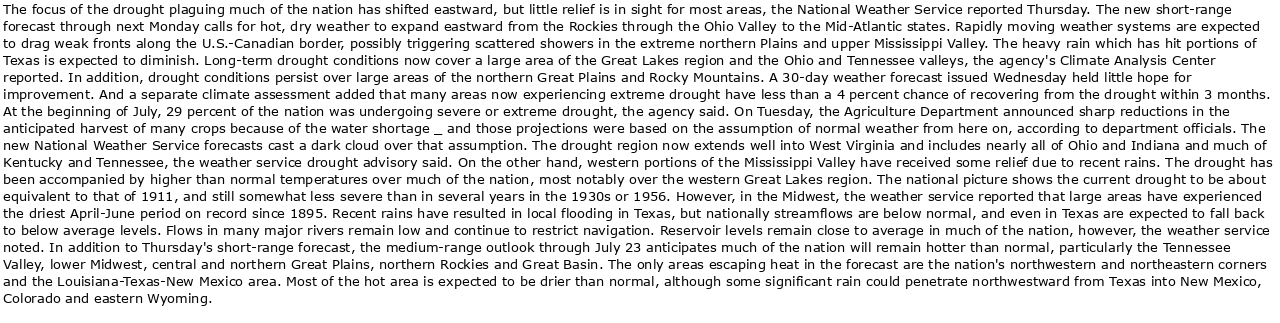 The focus of the drought plaguing much of the nation has shifted eastward, but little relief is in sight for most areas, the National Weather Service reported Thursday. The new short-range
forecast through next Monday calls for hot, dry weather to expand eastward from the Rockies through the Ohio Valley to the Mid-Atlantic states. Rapidly moving weather systems are expected
to drag weak fronts along the U.S.-Canadian border, possibly triggering scattered showers in the extreme northern Plains and upper Mississippi Valley. The heavy rain which has hit portions of
Texas is expected to diminish. Long-term drought conditions now cover a large area of the Great Lakes region and the Ohio and Tennessee valleys, the agency's Climate Analysis Center
reported. In addition, drought conditions persist over large areas of the northern Great Plains and Rocky Mountains. A 30-day weather forecast issued Wednesday held little hope for
improvement. And a separate climate assessment added that many areas now experiencing extreme drought have less than a 4 percent chance of recovering from the drought within 3 months.
At the beginning of July, 29 percent of the nation was undergoing severe or extreme drought, the agency said. On Tuesday, the Agriculture Department announced sharp reductions in the
anticipated harvest of many crops because of the water shortage _ and those projections were based on the assumption of normal weather from here on, according to department officials. The
new National Weather Service forecasts cast a dark cloud over that assumption. The drought region now extends well into West Virginia and includes nearly all of Ohio and Indiana and much of
Kentucky and Tennessee, the weather service drought advisory said. On the other hand, western portions of the Mississippi Valley have received some relief due to recent rains. The drought has
been accompanied by higher than normal temperatures over much of the nation, most notably over the western Great Lakes region. The national picture shows the current drought to be about
equivalent to that of 1911, and still somewhat less severe than in several years in the 1930s or 1956. However, in the Midwest, the weather service reported that large areas have experienced
the driest April-June period on record since 1895. Recent rains have resulted in local flooding in Texas, but nationally streamflows are below normal, and even in Texas are expected to fall back
to below average levels. Flows in many major rivers remain low and continue to restrict navigation. Reservoir levels remain close to average in much of the nation, however, the weather service
noted. In addition to Thursday's short-range forecast, the medium-range outlook through July 23 anticipates much of the nation will remain hotter than normal, particularly the Tennessee
Valley, lower Midwest, central and northern Great Plains, northern Rockies and Great Basin. The only areas escaping heat in the forecast are the nation's northwestern and northeastern corners
and the Louisiana-Texas-New Mexico area. Most of the hot area is expected to be drier than normal, although some significant rain could penetrate northwestward from Texas into New Mexico,
Colorado and eastern Wyoming.